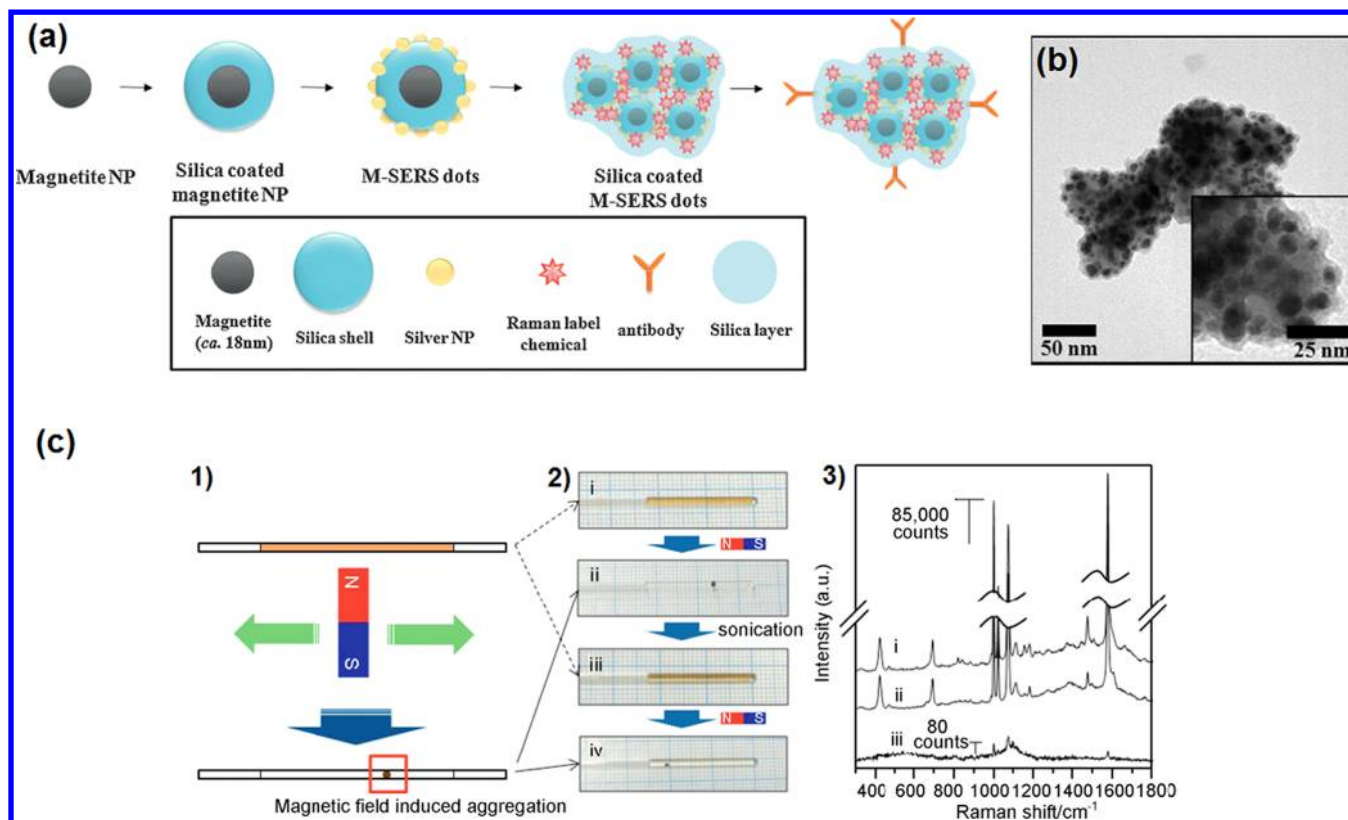 (a)
Magnetite NP
Silica coated
magnetite NP
M-SERS dots
Silica coated
M-SERS dots
Magnetite
(ca. 18nm)
Silica shell
Silver NP
Raman label
chemical
antibody
Silica layer
(b)
50 nm
25 nm
(c)
1)
N
S
Magnetic field induced aggregation
2)
i
N S
ii
sonication
iii
N S
iv
3)
85,000
counts
Intensity (a.u.)
i
ii
iii
80
counts
400 600 800 1000 1200 1400 1600 1800
Raman shift/cm-1